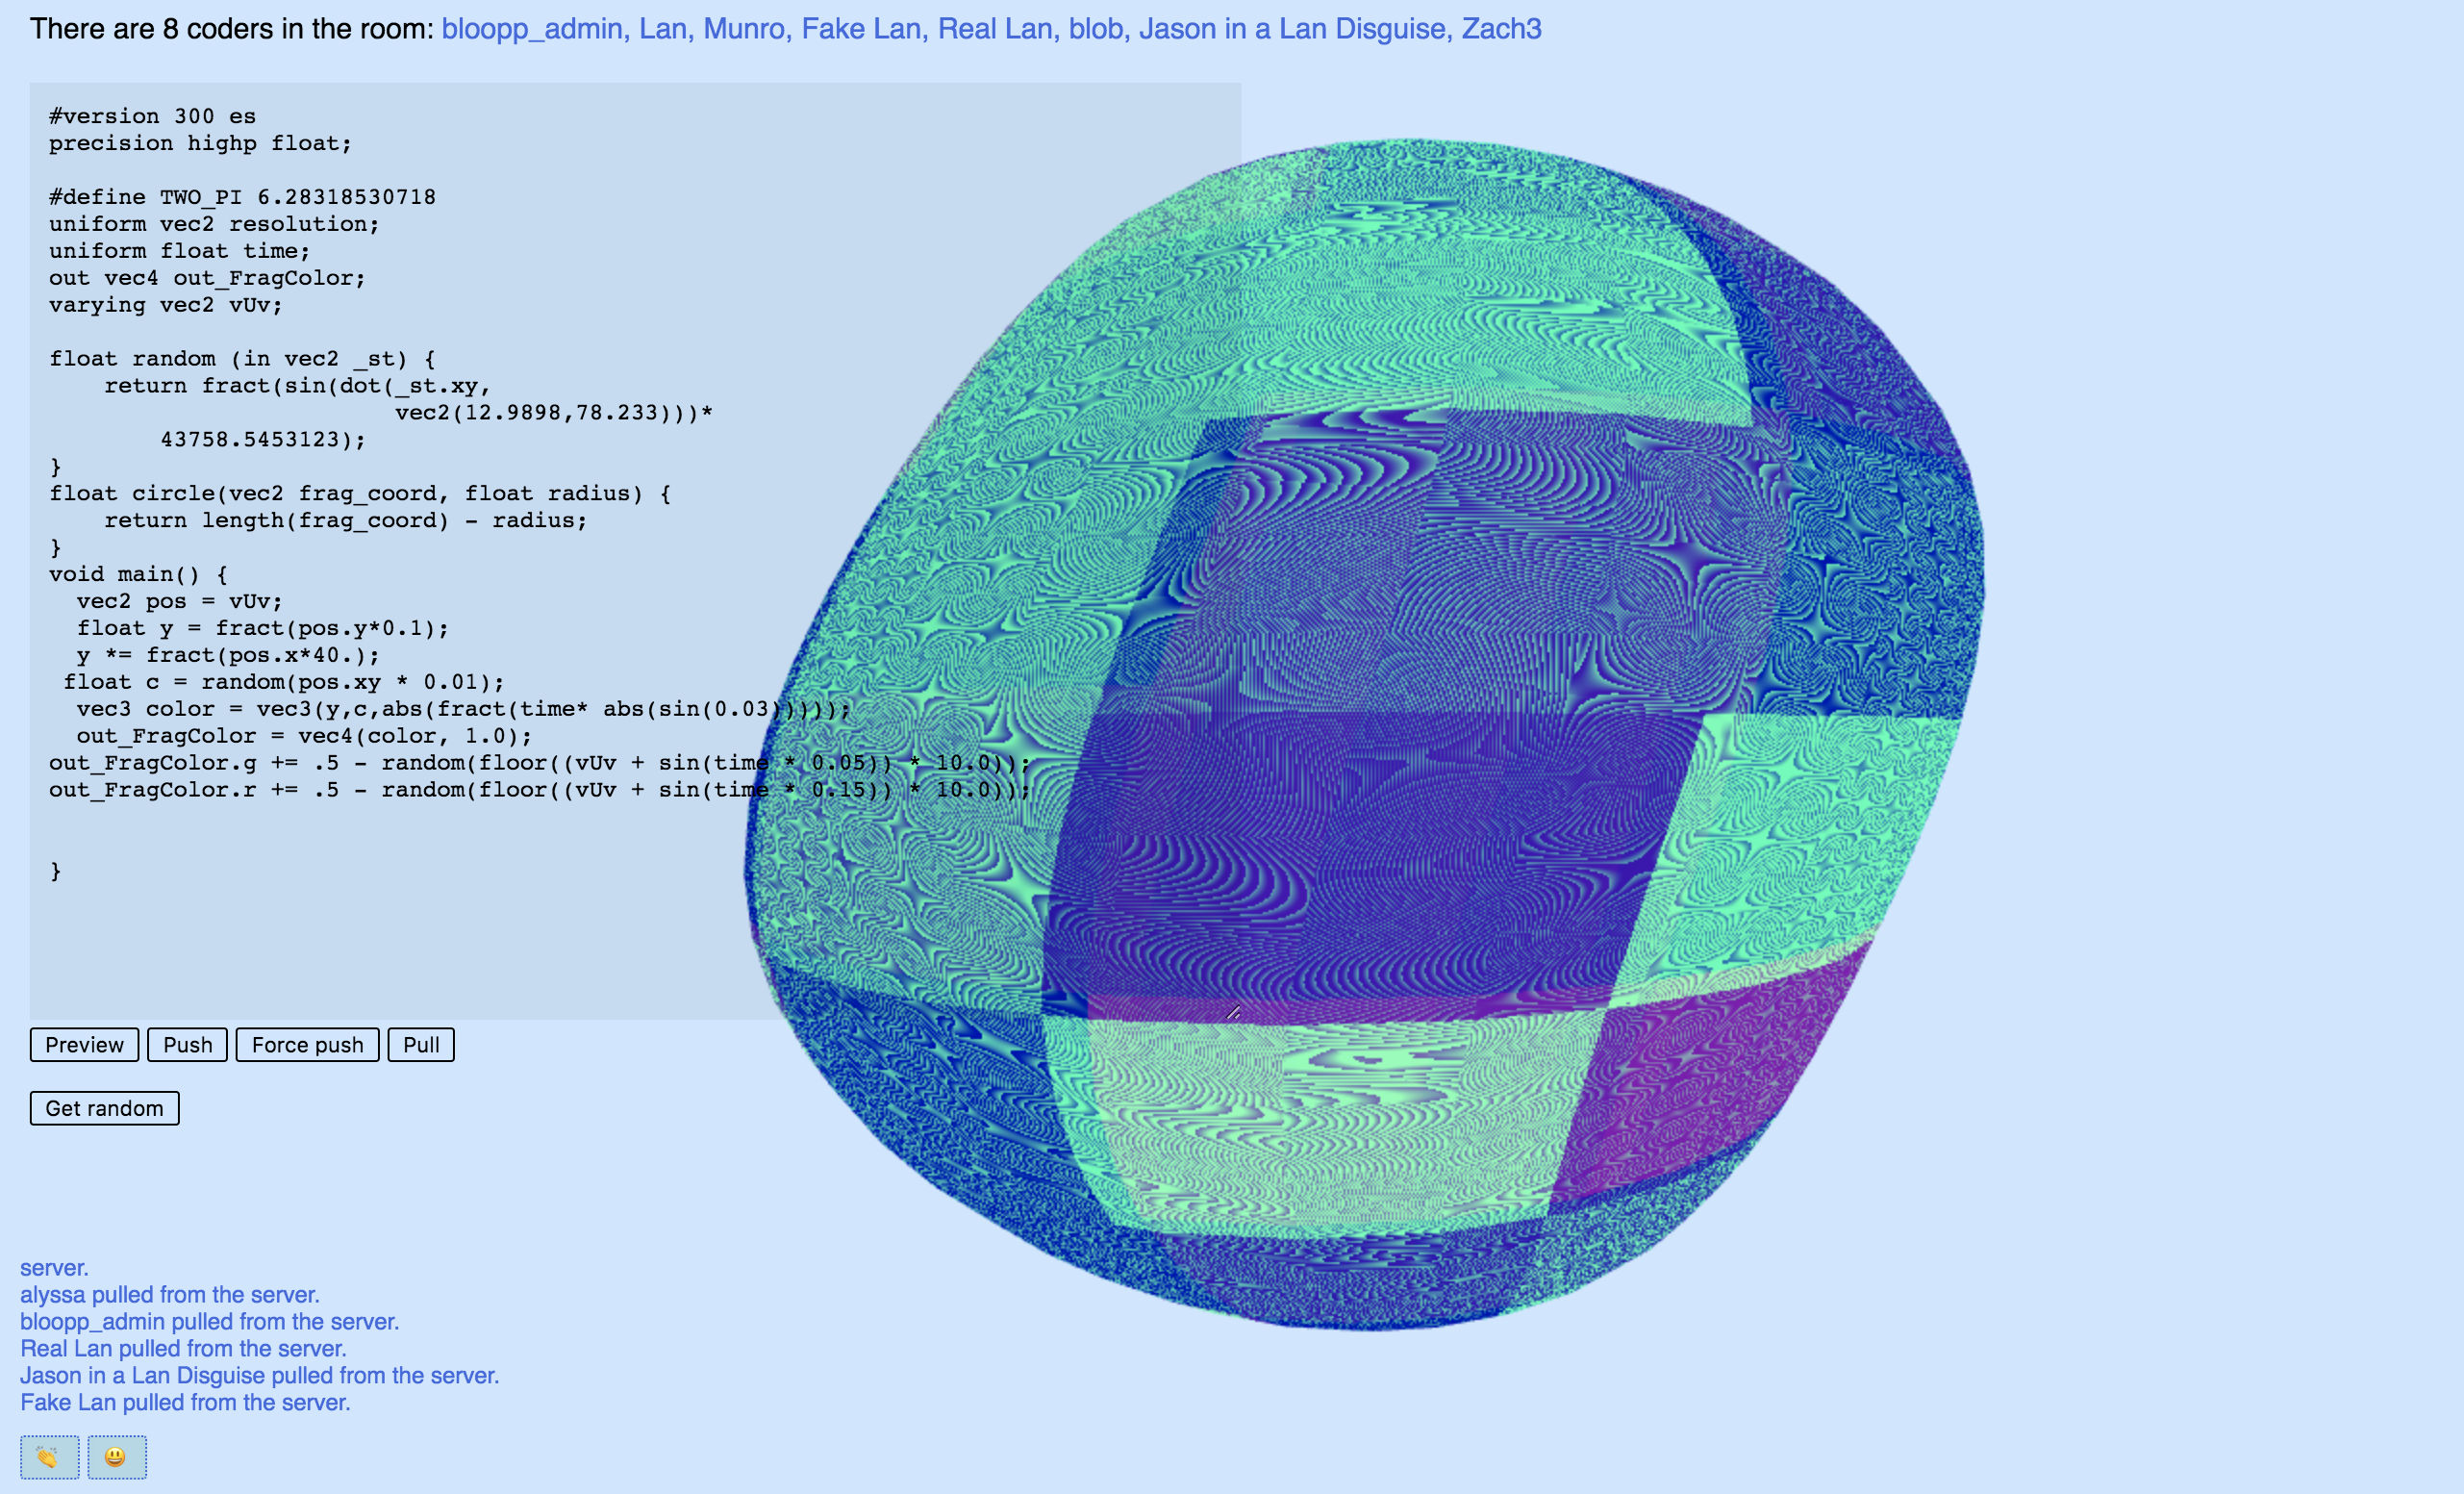 There are 8 coders in the room: bloopp_admin, Lan, Munro, Fake Lan, Real Lan, blob, Jason in a Lan Disguise, Zach3
#version 300 es
precision highp float;
#define TWO_PI 6.28318530718
uniform vec2 resolution;
uniform float time;
out vec4 out_FragColor;
varying vec2 vUv;
float random (in vec2 _st) {
    return fract(sin(dot(_st.xy,
                         vec2(12.9898,78.233)))*
        43758.5453123);
}
float circle(vec2 frag_coord, float radius) {
    return length(frag_coord) - radius;
}
void main() {
  vec2 pos = vUv;
  float y = fract(pos.y*0.1);
  y *= fract(pos.x*40.);
 float c = random(pos.xy * 0.01);
  vec3 color = vec3(y,c,abs(fract(time* abs(sin(0.03)))));
  out_FragColor = vec4(color, 1.0);
out_FragColor.g += .5 - random(floor((vUv + sin(time * 0.05)) * 10.0));
out_FragColor.r += .5 - random(floor((vUv + sin(time * 0.15)) * 10.0));
}
Preview Push Force push Pull
Get random
server.
alyssa pulled from the server.
bloopp_admin pulled from the server.
Real Lan pulled from the server.
Jason in a Lan Disguise pulled from the server.
Fake Lan pulled from the server.